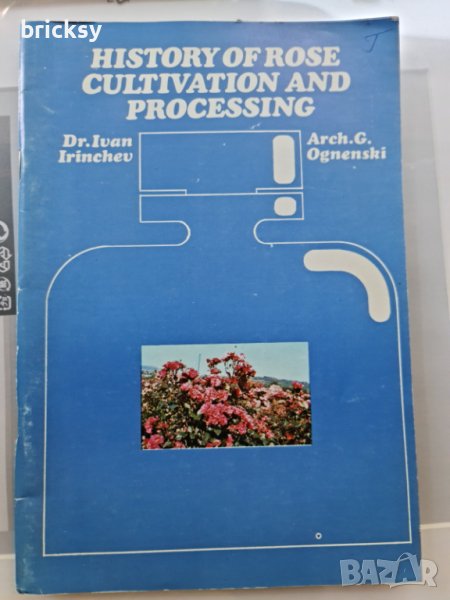 bricksy
HISTORY OF ROSE
CULTIVATION AND
PROCESSING
Dr. Ivan
Irinchev
Arch. G.
Ognenski
T
BAZAR